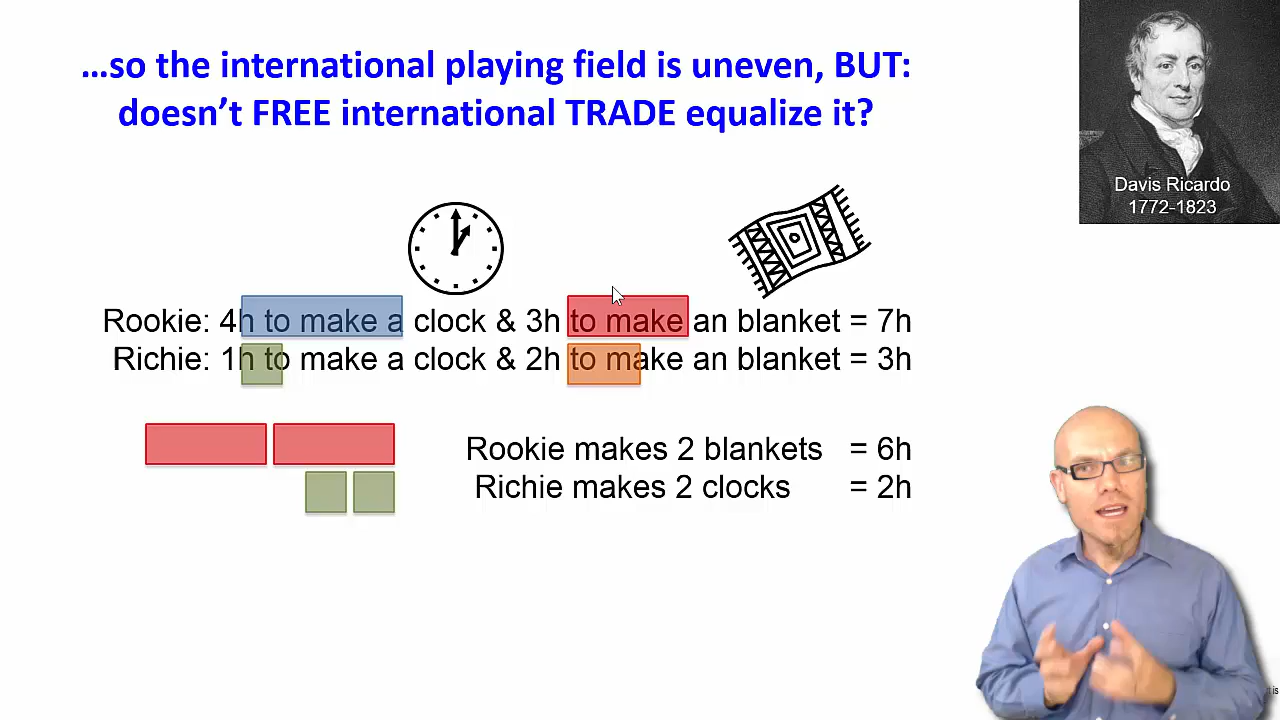 …so the international playing field is uneven, BUT:
doesn’t FREE international TRADE equalize it?
Davis Ricardo
1772-1823
Rookie: 4h to make a clock & 3h to make an blanket = 7h
Richie: 1h to make a clock & 2h to make an blanket = 3h
Rookie makes 2 blankets = 6h
Richie makes 2 clocks = 2h
is